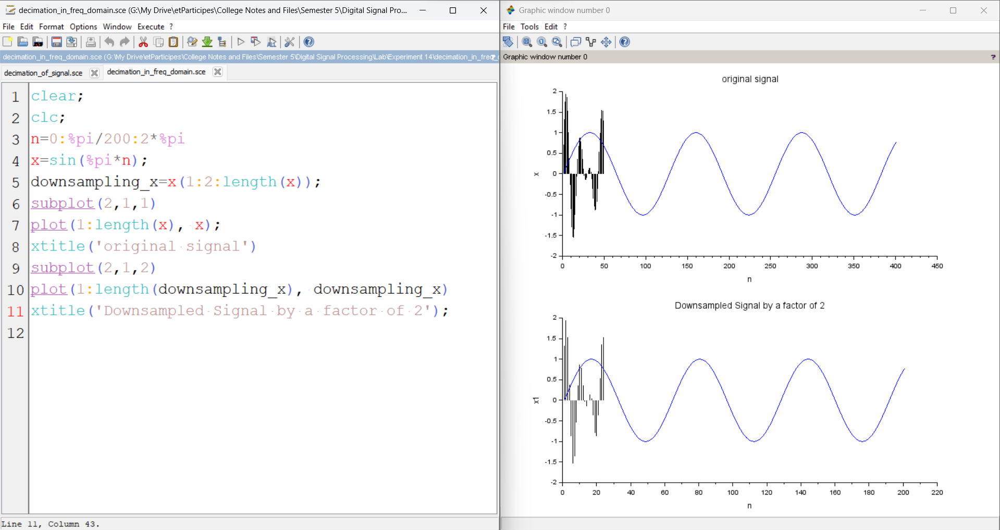 decimation_in_freq_domain.sce (G:\My Drive\etParticipes\College Notes and Files\Semester 5\Digital Signal Pro...
File Edit Format Options Window Execute ?
decimation_in_freq_domain.sce (G:\My Drive\etParticipes\College Notes and Files\Semester 5\Digital Signal Processing\Lab\Experiment 14\decimation_in_freq_
decimation_of_signal.sce decimation_in_freq_domain.sce
1 clear;
2 clc;
3 n=0:%pi/200:2*%pi
4 x=sin(%pi*n);
5 downsampling_x=x(1:2:length(x));
6 subplot(2,1,1)
7 plot(1:length(x), x);
8 xtitle('original signal')
9 subplot(2,1,2)
10 plot(1:length(downsampling_x), downsampling_x)
11 xtitle('Downsampled Signal by a factor of 2');
12
Line 11, Column 43.
Graphic window number 0
File Tools Edit ?
Graphic window number 0 ?
original signal
2
1.5
1
0.5
0
-0.5
-1
-1.5
-2
x
0 50 100 150 200 250 300 350 400 450
n
Downsampled Signal by a factor of 2
2
1.5
1
0.5
0
-0.5
-1
-1.5
-2
x1
0 20 40 60 80 100 120 140 160 180 200 220
n